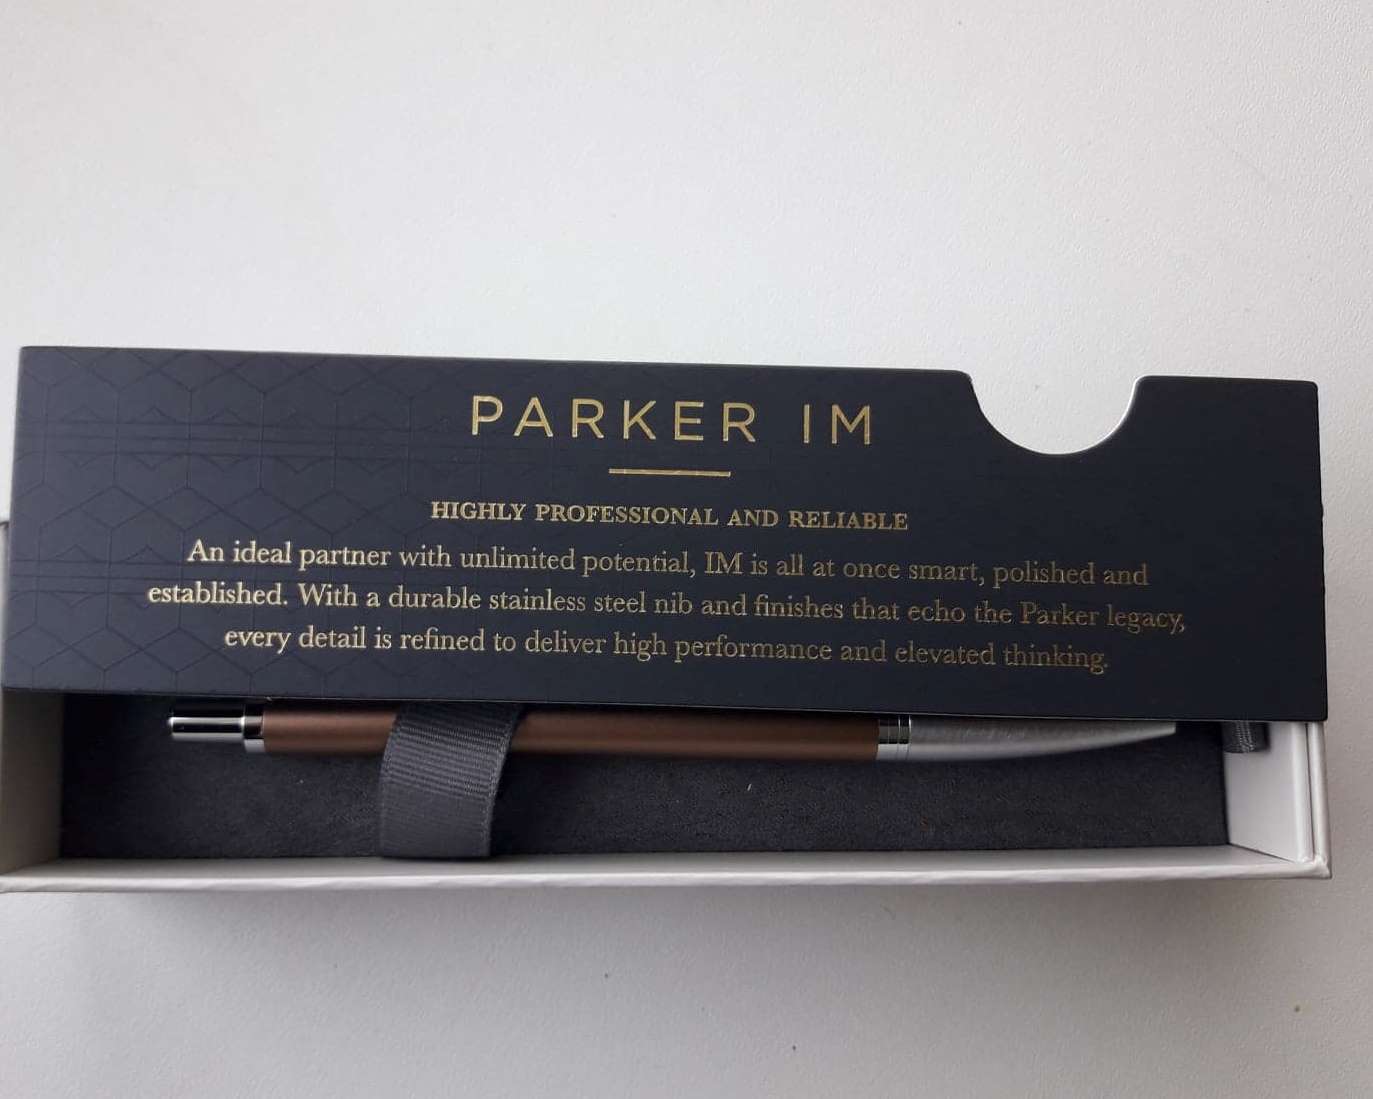 PARKER IM
HIGHLY PROFESSIONAL AND RELIABLE
An ideal partner with unlimited potential, IM is all at once smart, polished and
established. With a durable stainless steel nib and finishes that echo the Parker legacy,
every detail is refined to deliver high performance and elevated thinking.